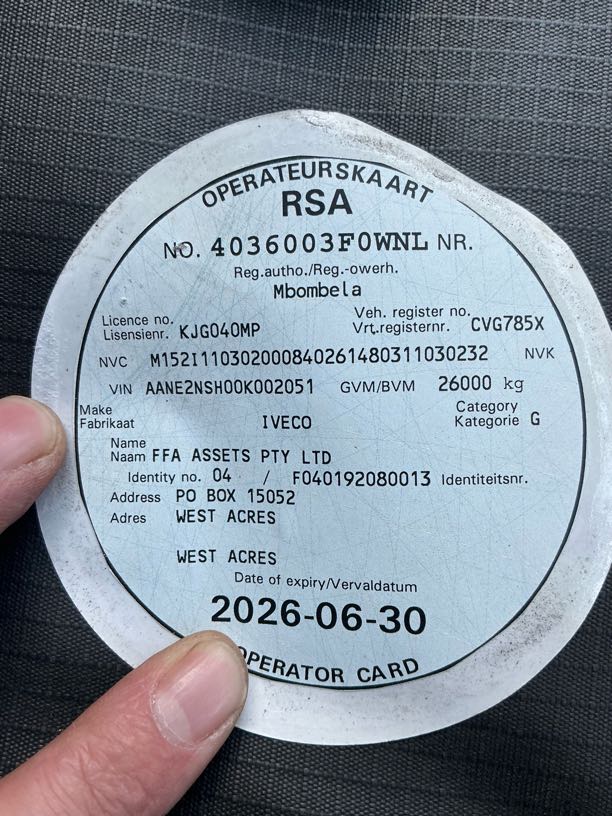 OPERATEURSKAART
RSA
NO. 4036003F0WNL NR.
Reg.autho./Reg.-owerh.
Mbombela
Licence no. Veh. register no.
Lisensienr. KJG040MP Vrt.registernr. CVG785X
NVC M152I110302000840261480311030232 NVK
VIN AANE2NSH00K002051 GVM/BVM 26000 kg
Make Category
Fabrikaat IVECO Kategorie G
Name
Naam FFA ASSETS PTY LTD
Identity no. 04 / F040192080013 Identiteitsnr.
Address PO BOX 15052
Adres WEST ACRES
WEST ACRES
Date of expiry/Vervaldatum
2026-06-30
OPERATOR CARD